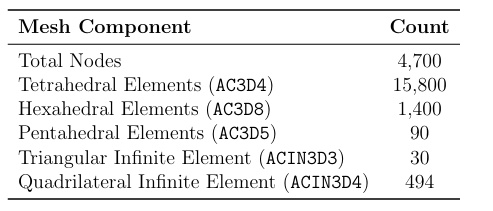 Mesh Component Count
Total Nodes 4,700
Tetrahedral Elements (AC3D4) 15,800
Hexahedral Elements (AC3D8) 1,400
Pentahedral Elements (AC3D5) 90
Triangular Infinite Element (ACIN3D3) 30
Quadrilateral Infinite Element (ACIN3D4) 494